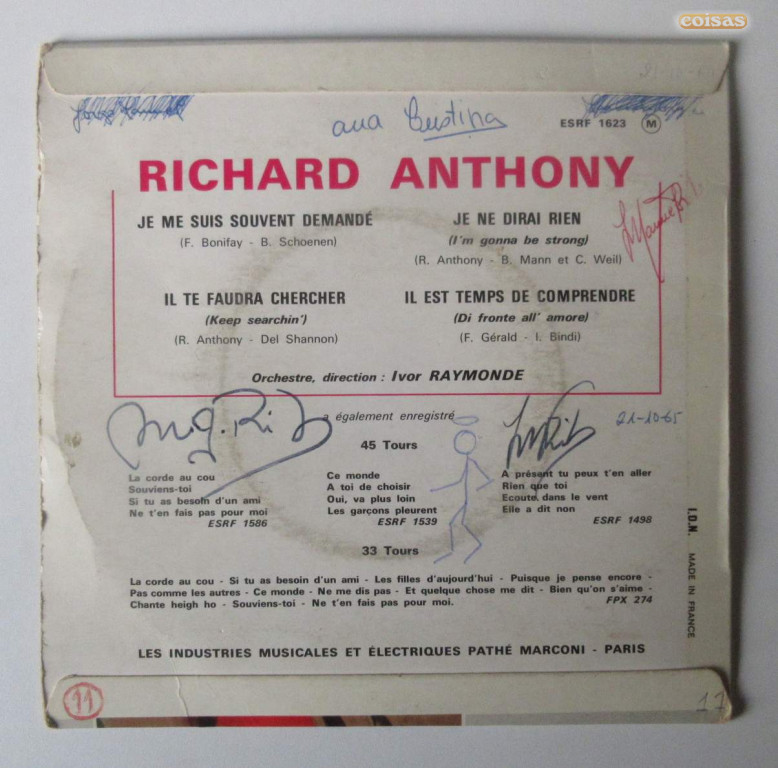 coisas
ana Cristina
ESRF 1623 M
RICHARD ANTHONY
JE ME SUIS SOUVENT DEMANDÉ
(F. Bonifay - B. Schoenen)
JE NE DIRAI RIEN
(I'm gonna be strong)
(R. Anthony - B. Mann et C. Weil)
IL TE FAUDRA CHERCHER
(Keep searchin')
(R. Anthony - Del Shannon)
IL EST TEMPS DE COMPRENDRE
(Di fronte all' amore)
(F. Gérald - I. Bindi)
Orchestre, direction : Ivor RAYMONDE
a également enregistré
21-10-65
45 Tours
La corde au cou
Souviens-toi
Si tu as besoin d'un ami
Ne t'en fais pas pour moi
ESRF 1586
Ce monde
A toi de choisir
Oui, va plus loin
Les garçons pleurent
ESRF 1539
A présent tu peux t'en aller
Rien que toi
Ecoute dans le vent
Elle a dit non
ESRF 1498
33 Tours
La corde au cou - Si tu as besoin d'un ami - Les filles d'aujourd'hui - Puisque je pense encore -
Pas comme les autres - Ce monde - Ne me dis pas - Et quelque chose me dit - Bien qu'on s'aime -
Chante heigh ho - Souviens-toi - Ne t'en fais pas pour moi. FPX 274
I.D.N. MADE IN FRANCE
LES INDUSTRIES MUSICALES ET ÉLECTRIQUES PATHÉ MARCONI - PARIS
11
17